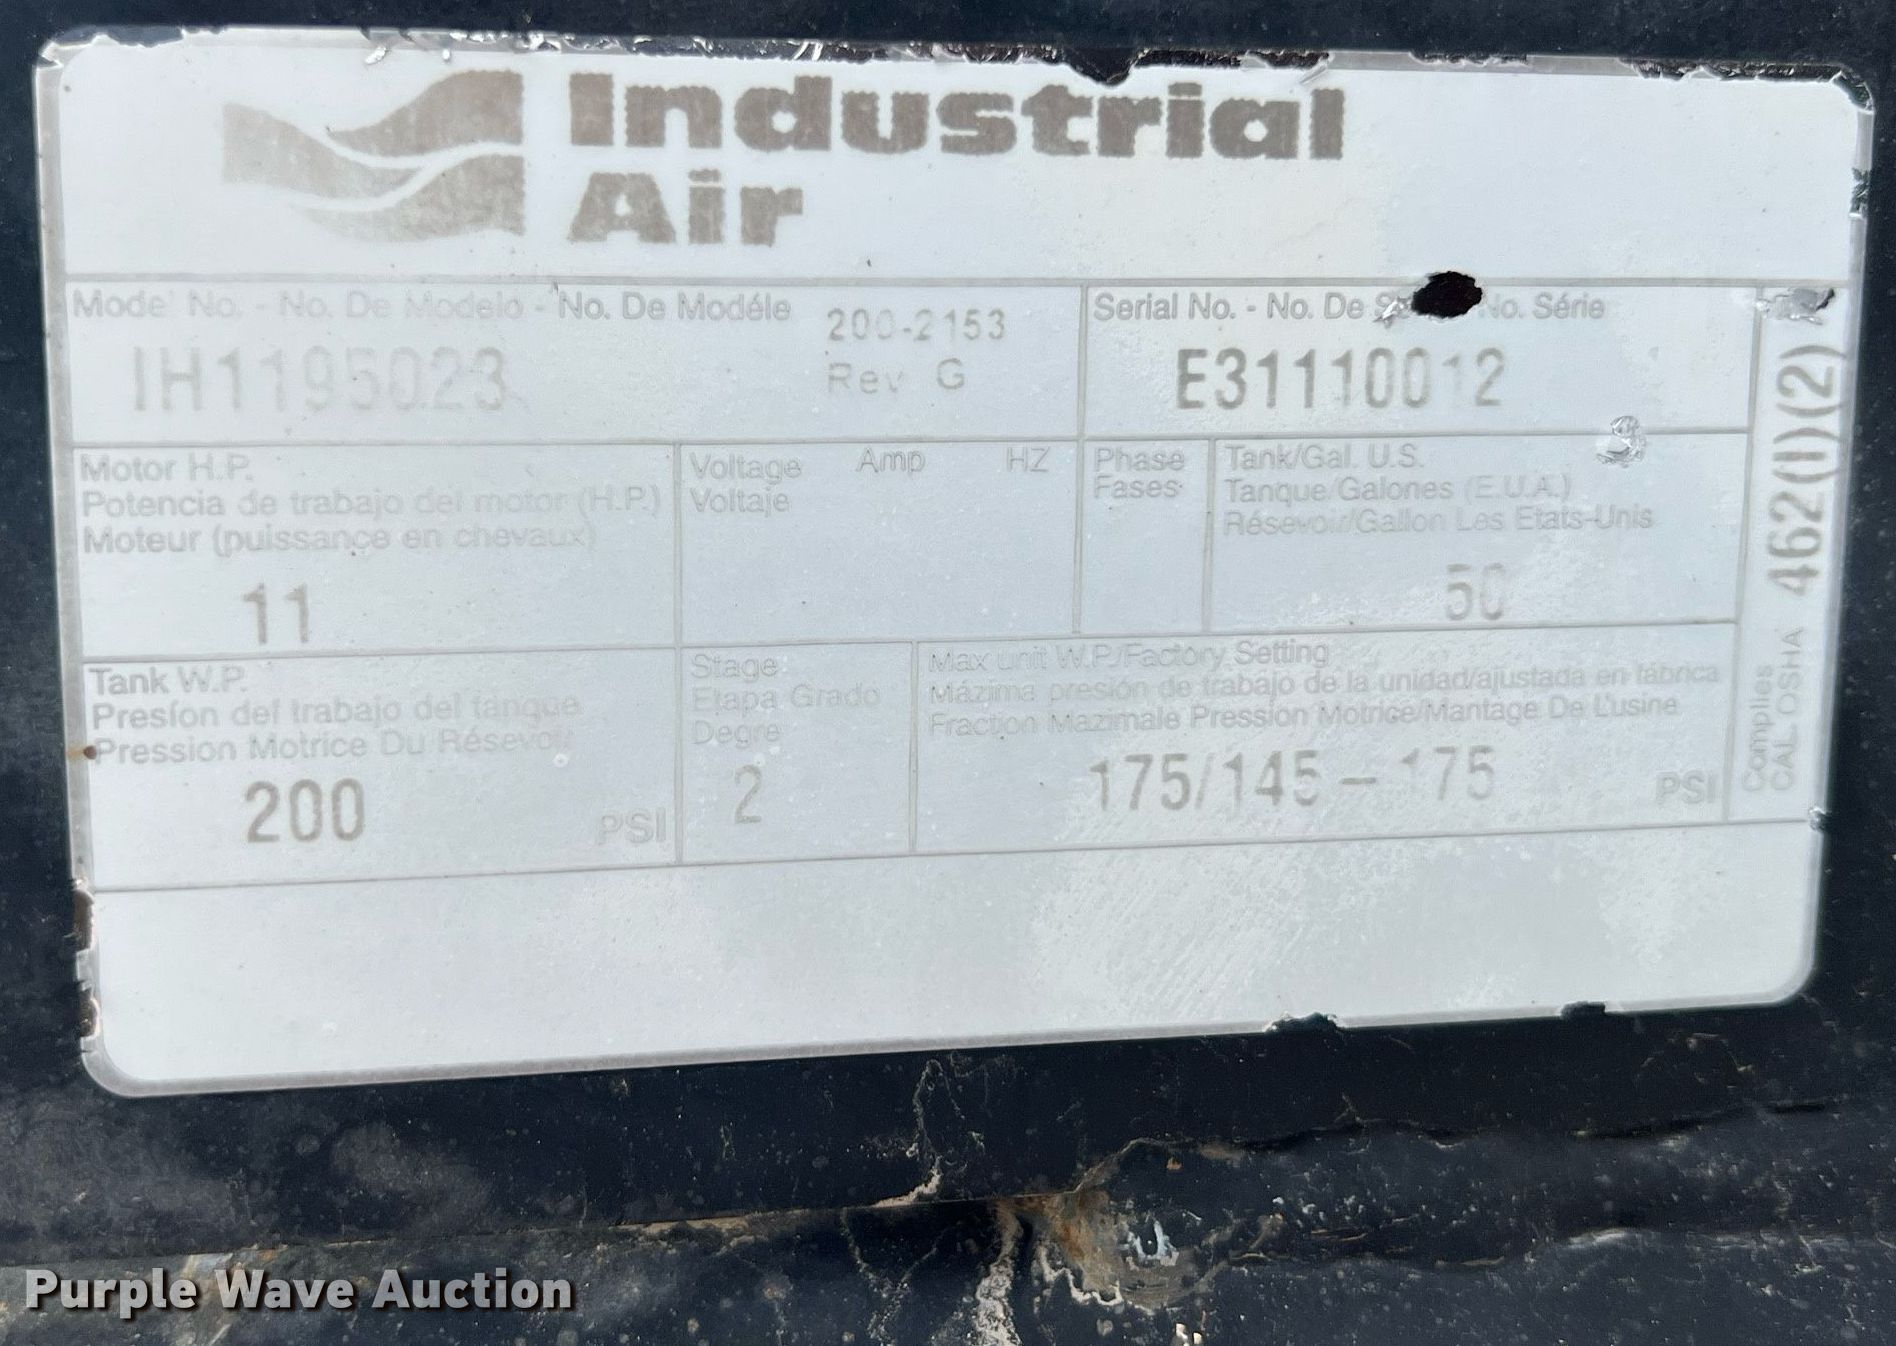 Industrial
Air
Model No. - No. De Modelo - No. De Modéle
200-2153
Rev G
IH1195023
Serial No. - No. De No. Série
E31110012
Motor H.P.
Potencia de trabajo del motor (H.P.)
Moteur (puissance en chevaux)
11
Voltage Amp HZ
Voltaje
Phase
Fases
Tank/Gal. U.S.
Tanque/Galones (E.U.A.)
Résevoir/Gallon Les Etats-Unis
50
Tank W.P.
Presíon del trabajo del tanque
Pression Motrice Du Résevoir
200 PSI
Stage
Etapa Grado
Degre
2
Max unit W.P./Factory Setting
Mázima presión de trabajo de la unidad/ajustada en fábrica
Fraction Mazimale Pression Motrice/Mantage De L'usine
175/145 - 175 PSI
Complies
CAL. OSHA 462(l)(2)
Purple Wave Auction